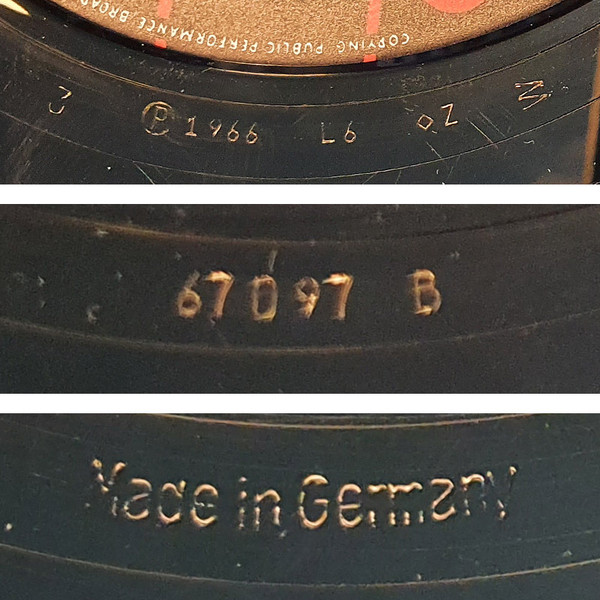 COPYING PUBLIC PERFORMANCE BROAD
Ⓟ 1966 L6
67097 B
Made in Germany